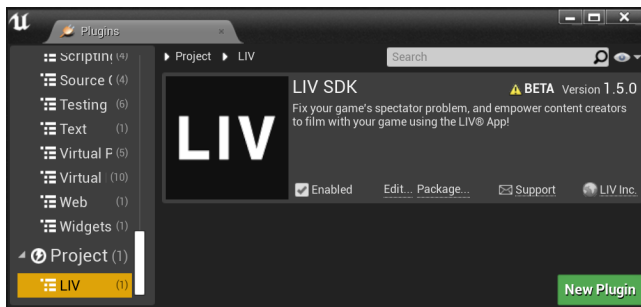 Plugins
Scripting (4)
Source C (4)
Testing (6)
Text (1)
Virtual P (5)
Virtual (10)
Web (1)
Widgets (1)
Project (1)
LIV (1)
Project LIV
Search
LIV
LIV SDK
BETA Version 1.5.0
Fix your game's spectator problem, and empower content creators
to film with your game using the LIV® App!
Enabled Edit... Package... Support LIV Inc.
New Plugin